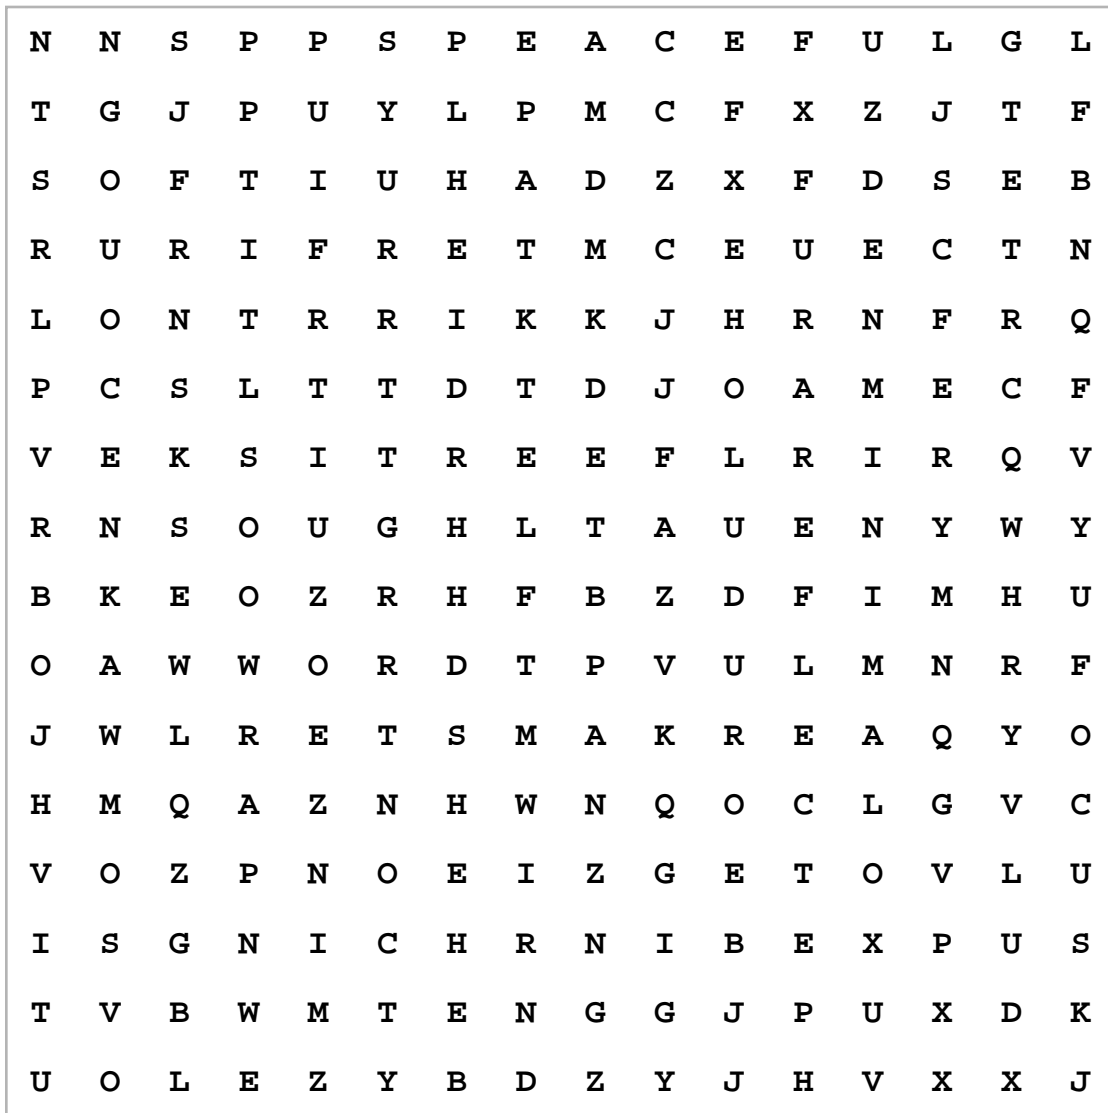 N N S P P S P E A C E F U L G L
T G J P U Y L P M C F X Z J T F
S O F T I U H A D Z X F D S E B
R U R I F R E T M C E U E C T N
L O N T R R I K K J H R N F R Q
P C S L T T D T D J O A M E C F
V E K S I T R E E F L R I R Q V
R N S O U G H L T A U E N Y W Y
B K E O Z R H F B Z D F I M H U
O A W W O R D T P V U L M N R F
J W L R E T S M A K R E A Q Y O
H M Q A Z N H W N Q O C L G V C
V O Z P N O E I Z G E T O V L U
I S G N I C H R N I B E X P U S
T V B W M T E N G G J P U X D K
U O L E Z Y B D Z Y J H V X X J